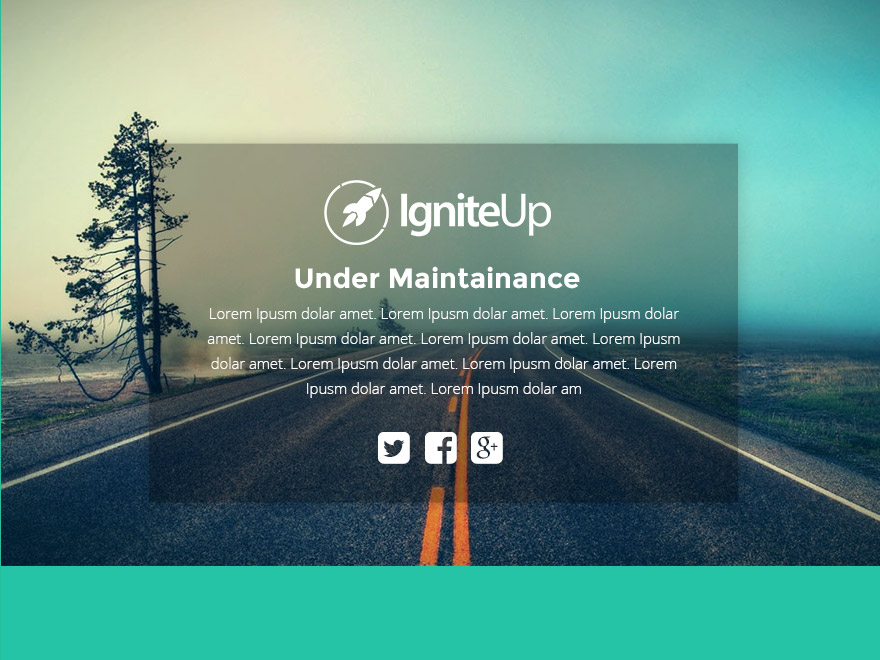 IgniteUp
Under Maintainance
Lorem Ipusm dolar amet. Lorem Ipusm dolar amet. Lorem Ipusm dolar
amet. Lorem Ipusm dolar amet. Lorem Ipusm dolar amet. Lorem Ipusm
dolar amet. Lorem Ipusm dolar amet. Lorem Ipusm dolar amet. Lorem
Ipusm dolar amet. Lorem Ipusm dolar am
g+